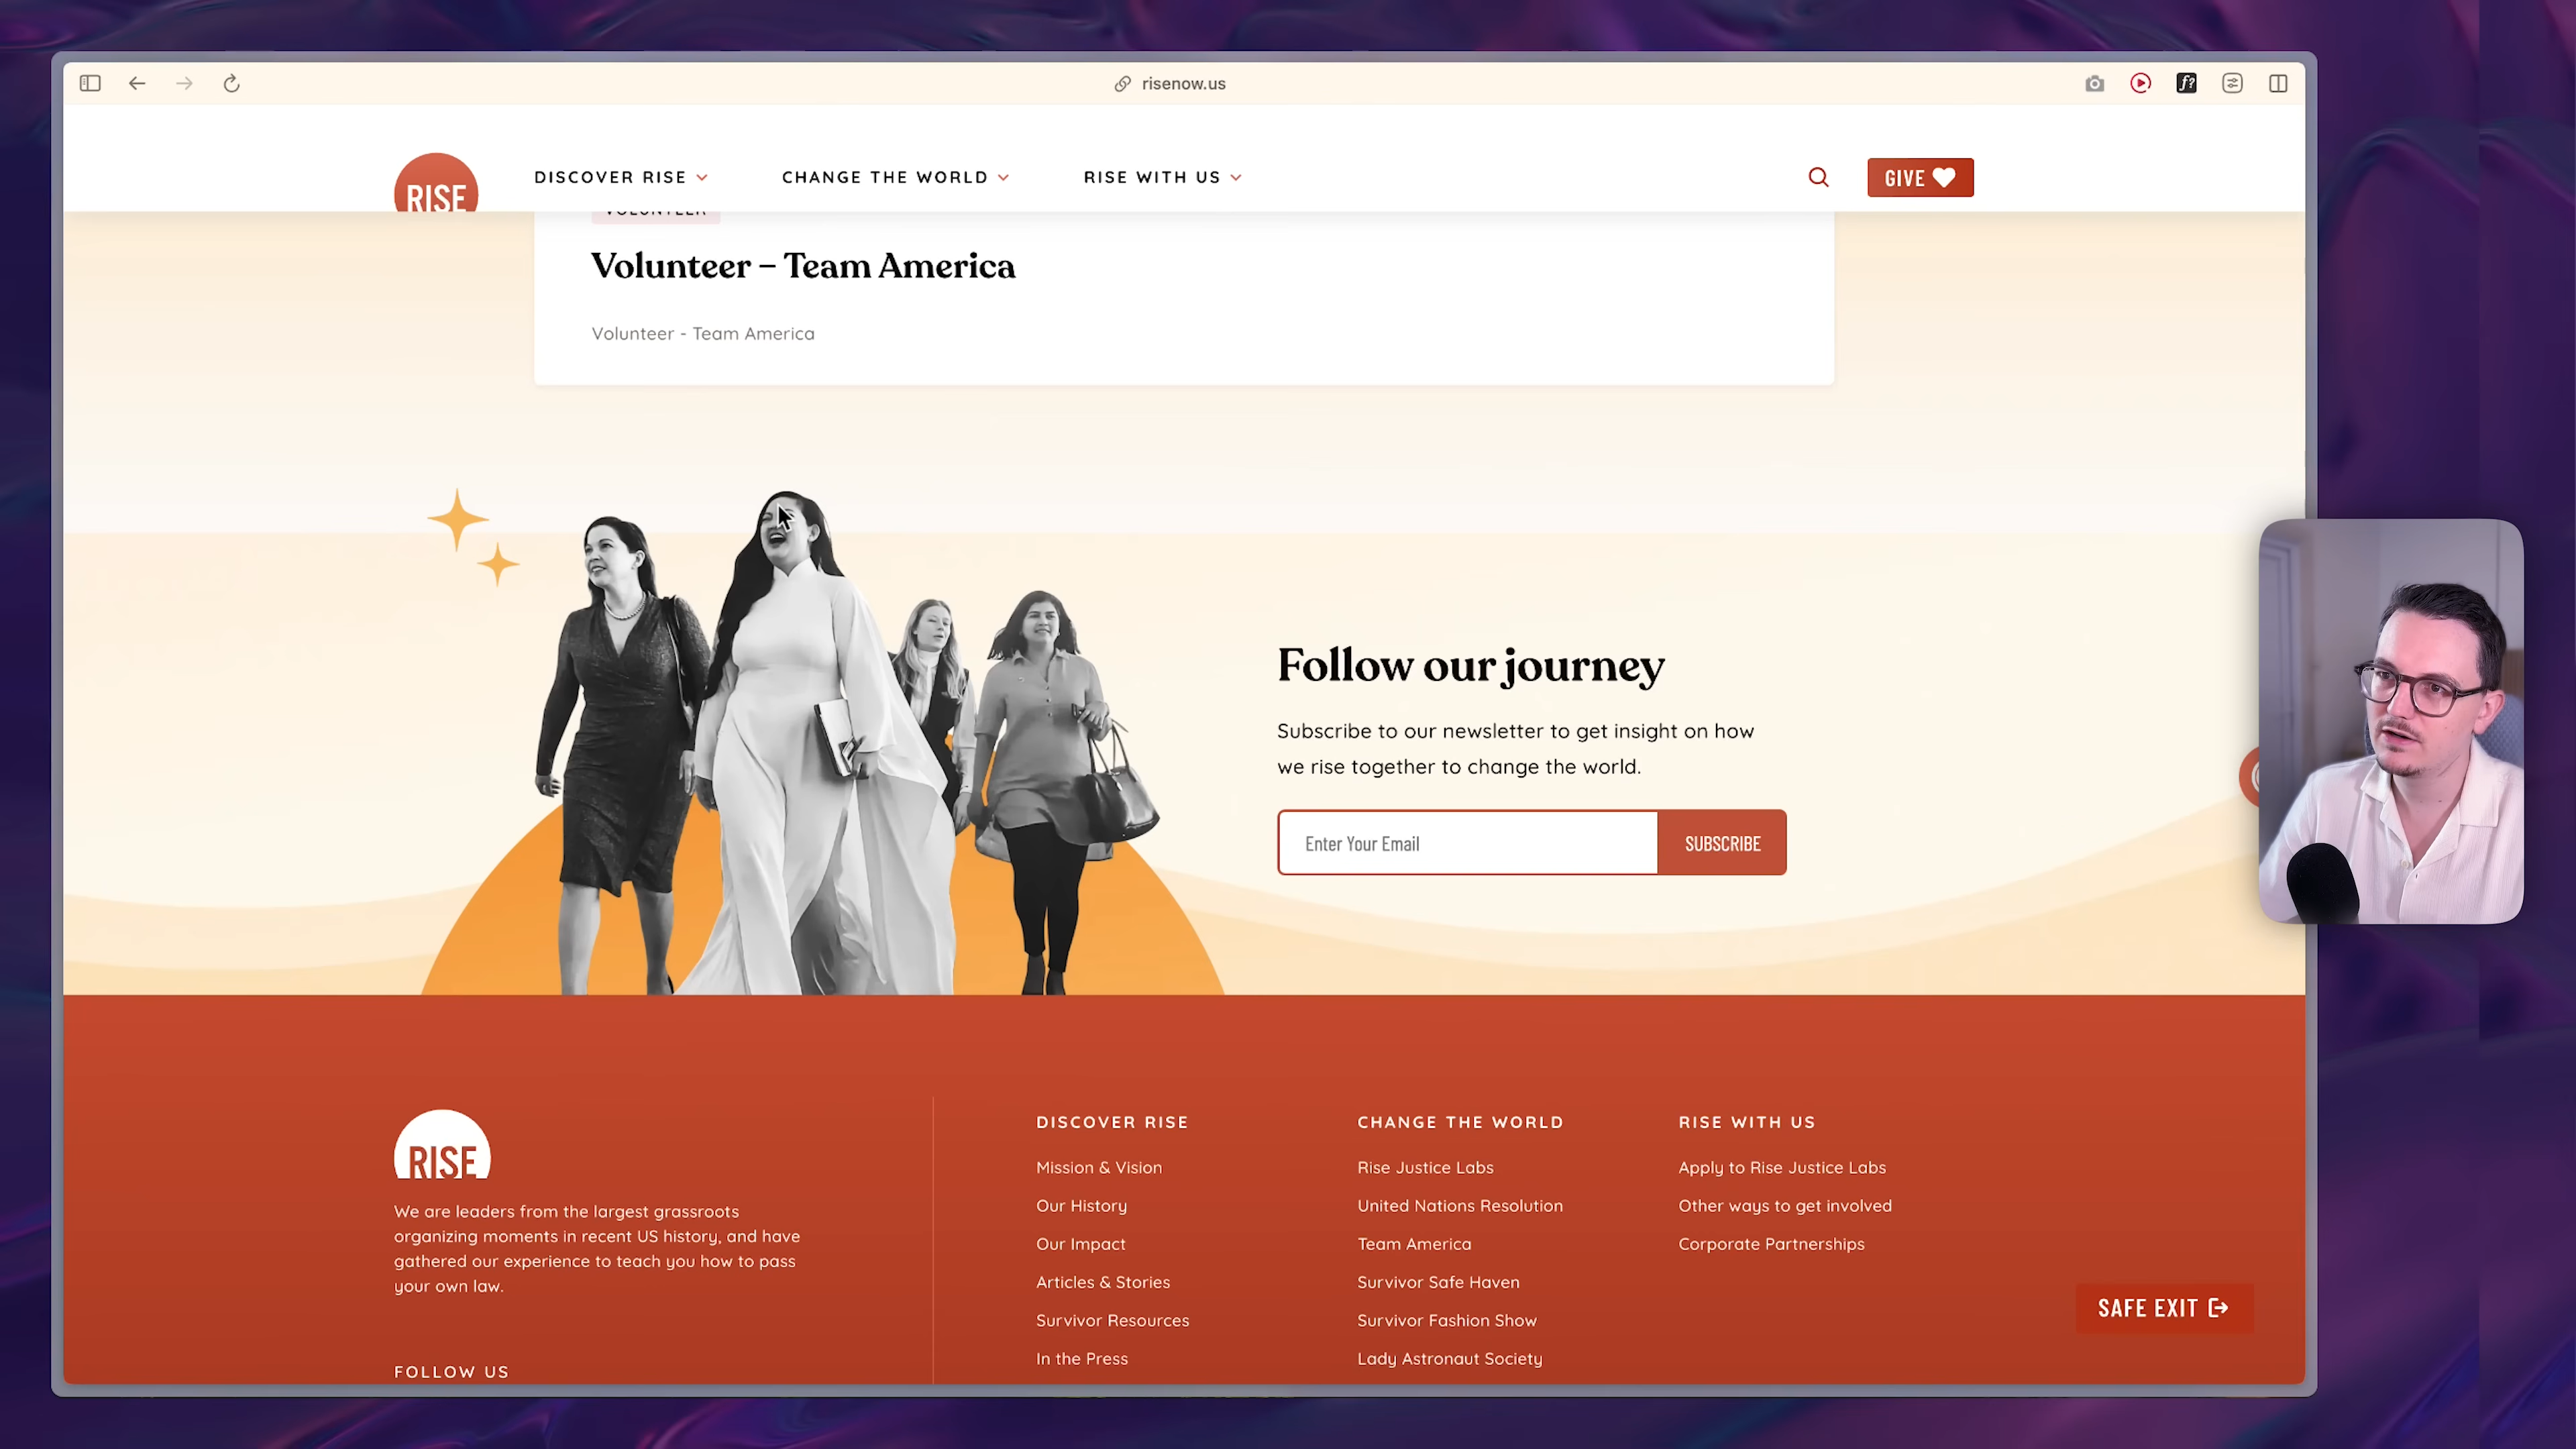 risenow.us
RISE
DISCOVER RISE
CHANGE THE WORLD
RISE WITH US
GIVE
VOLUNTEER
Volunteer – Team America
Volunteer - Team America
Follow our journey
Subscribe to our newsletter to get insight on how
we rise together to change the world.
Enter Your Email
SUBSCRIBE
RISE
We are leaders from the largest grassroots
organizing moments in recent US history, and have
gathered our experience to teach you how to pass
your own law.
FOLLOW US
DISCOVER RISE
Mission & Vision
Our History
Our Impact
Articles & Stories
Survivor Resources
In the Press
CHANGE THE WORLD
Rise Justice Labs
United Nations Resolution
Team America
Survivor Safe Haven
Survivor Fashion Show
Lady Astronaut Society
RISE WITH US
Apply to Rise Justice Labs
Other ways to get involved
Corporate Partnerships
SAFE EXIT